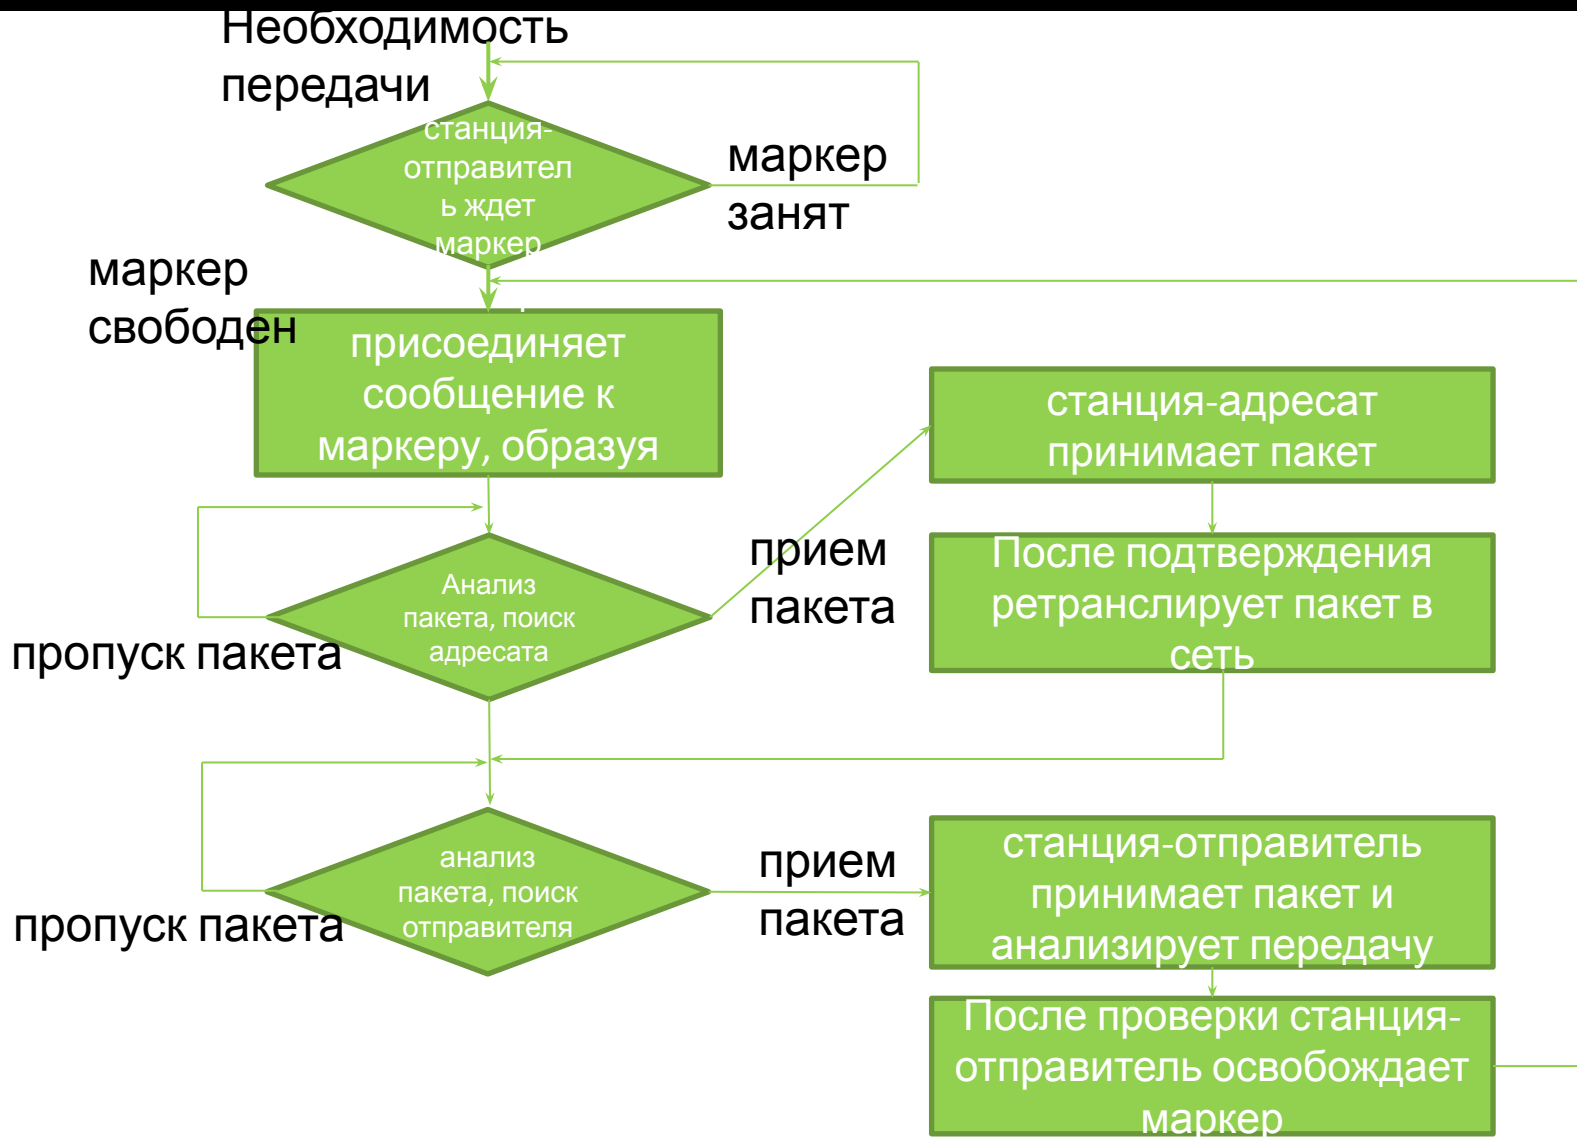 Необходимость
передачи
станция-
отправител
ь ждет
маркер
маркер
занят
маркер
свободен
присоединяет
сообщение к
маркеру, образуя
станция-адресат
принимает пакет
прием
пакета
После подтверждения
ретранслирует пакет в
сеть
Анализ
пакета, поиск
адресата
пропуск пакета
анализ
пакета, поиск
отправителя
пропуск пакета
прием
пакета
станция-отправитель
принимает пакет и
анализирует передачу
После проверки станция-
отправитель освобождает
маркер